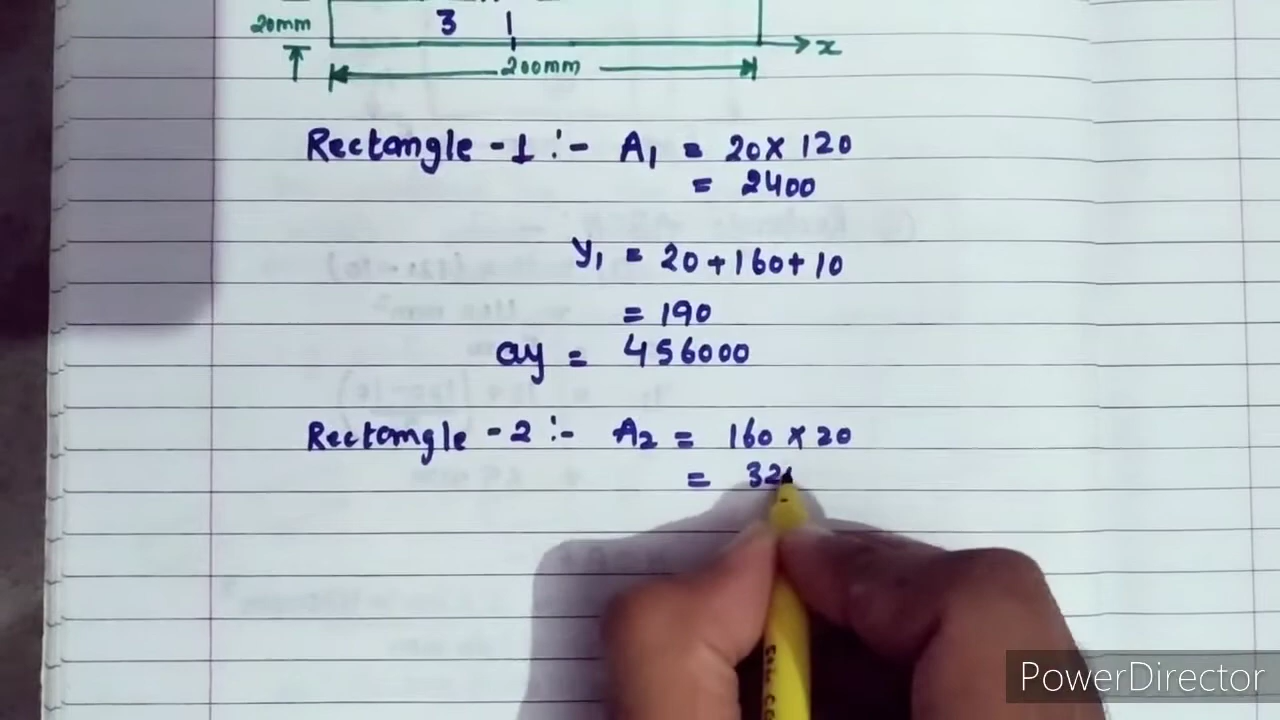 20mm
3 1
x
200mm
Rectangle - 1 :- A1 = 20 x 120
= 2400
y1 = 20 + 160 + 10
= 190
ay = 456000
Rectangle - 2 :- A2 = 160 x 20
= 32
PowerDirector